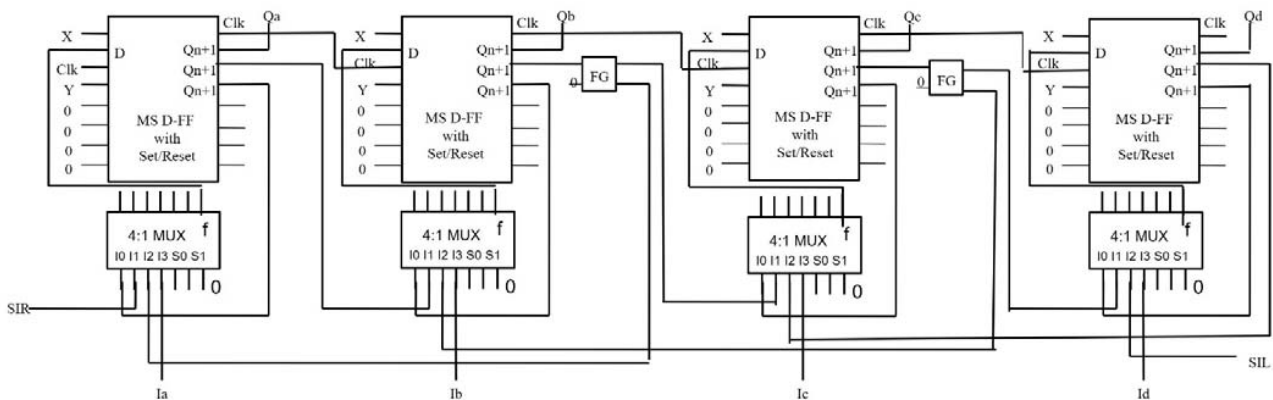 Clk Qa Clk Qb Clk Qc Clk Qd
X Qn+1 X Qn+1 X Qn+1 X Qn+1
D D D D
Clk Qn+1 Clk Qn+1 FG Clk Qn+1 FG Clk Qn+1
Y Qn+1 Y Qn+1 0 Y Qn+1 0 Y Qn+1
0 0 0 0
0 MS D-FF 0 MS D-FF 0 MS D-FF 0 MS D-FF
with with with with
0 Set/Reset 0 Set/Reset 0 Set/Reset 0 Set/Reset
0 0 0 0
f f f f
4:1 MUX 4:1 MUX 4:1 MUX 4:1 MUX
I0 I1 I2 I3 S0 S1 I0 I1 I2 I3 S0 S1 I0 I1 I2 I3 S0 S1 I0 I1 I2 I3 S0 S1
0 0 0 0
SIR
SIL
Ia Ib Ic Id